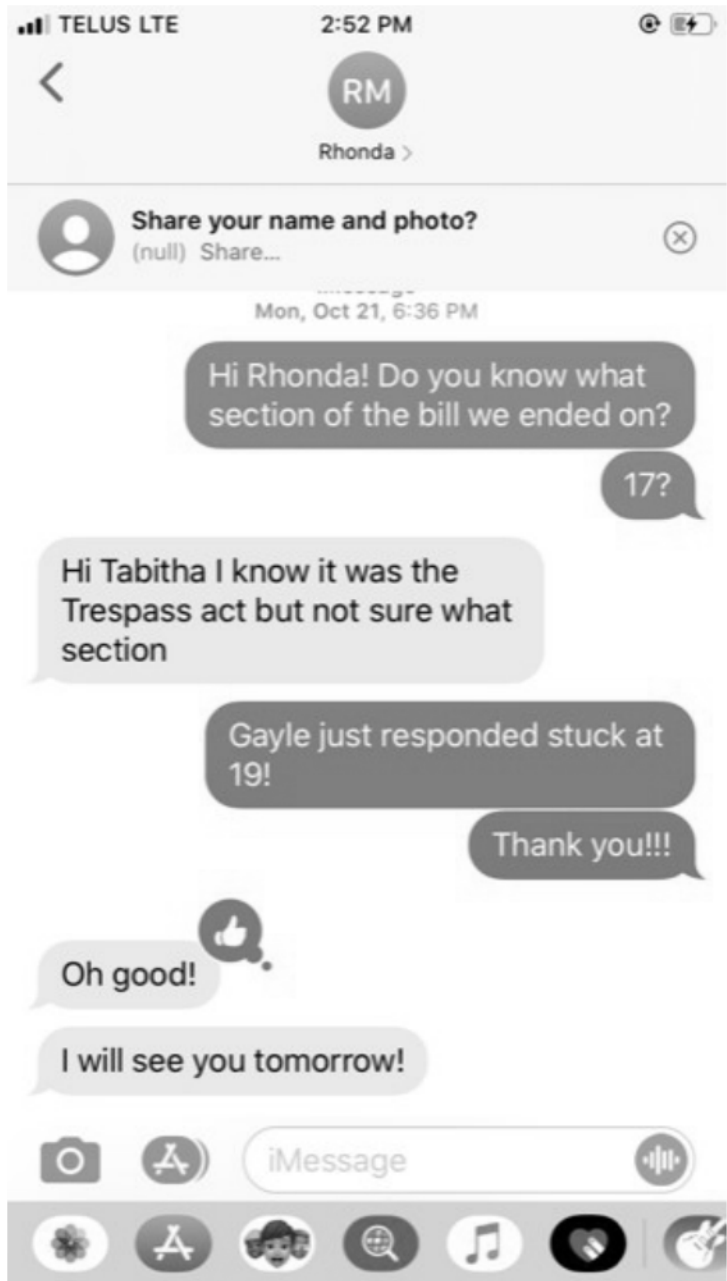 TELUS LTE 2:52 PM
RM
Rhonda >
Share your name and photo?
(null) Share...
Mon, Oct 21, 6:36 PM
Hi Rhonda! Do you know what
section of the bill we ended on?
17?
Hi Tabitha I know it was the
Trespass act but not sure what
section
Gayle just responded stuck at
19!
Thank you!!!
Oh good!
I will see you tomorrow!
iMessage